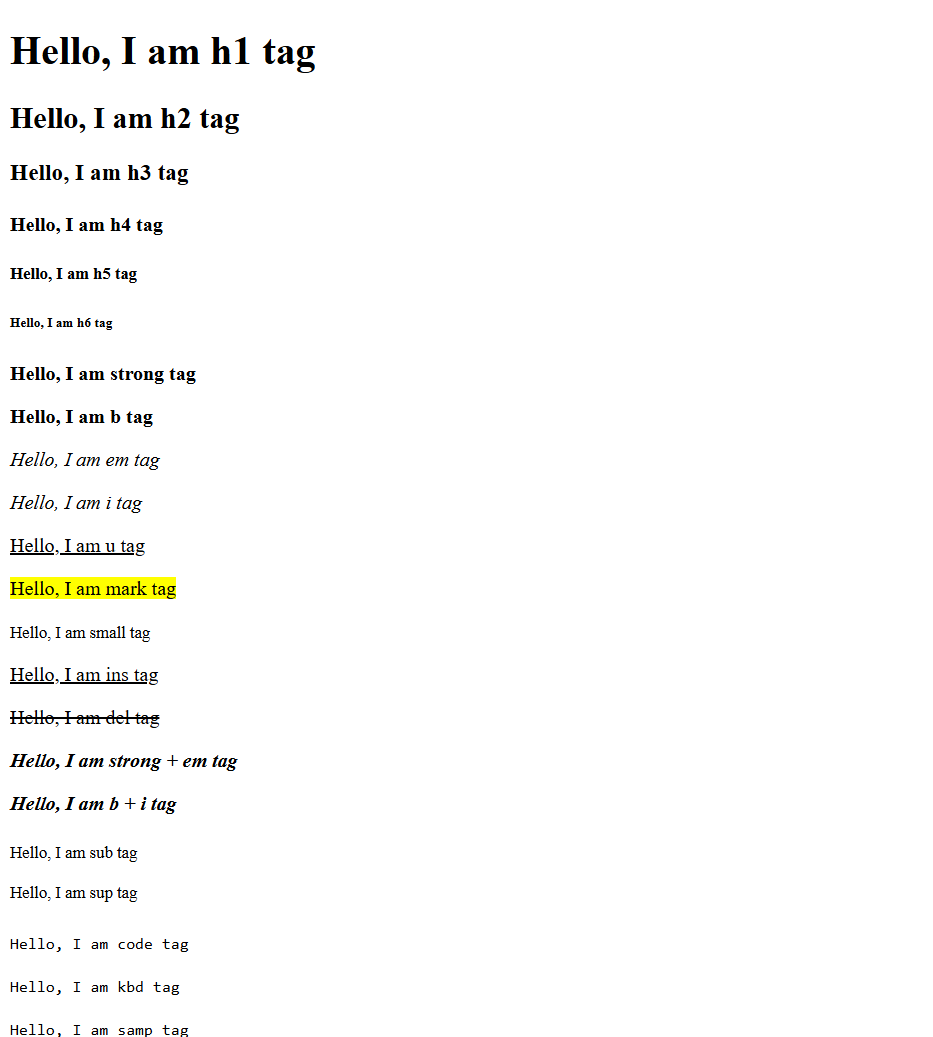 Hello, I am h1 tag
Hello, I am h2 tag
Hello, I am h3 tag
Hello, I am h4 tag
Hello, I am h5 tag
Hello, I am h6 tag
Hello, I am strong tag
Hello, I am b tag
Hello, I am em tag
Hello, I am i tag
Hello, I am u tag
Hello, I am mark tag
Hello, I am small tag
Hello, I am ins tag
Hello, I am del tag
Hello, I am strong + em tag
Hello, I am b + i tag
Hello, I am sub tag
Hello, I am sup tag
Hello, I am code tag
Hello, I am kbd tag
Hello, I am samp tag